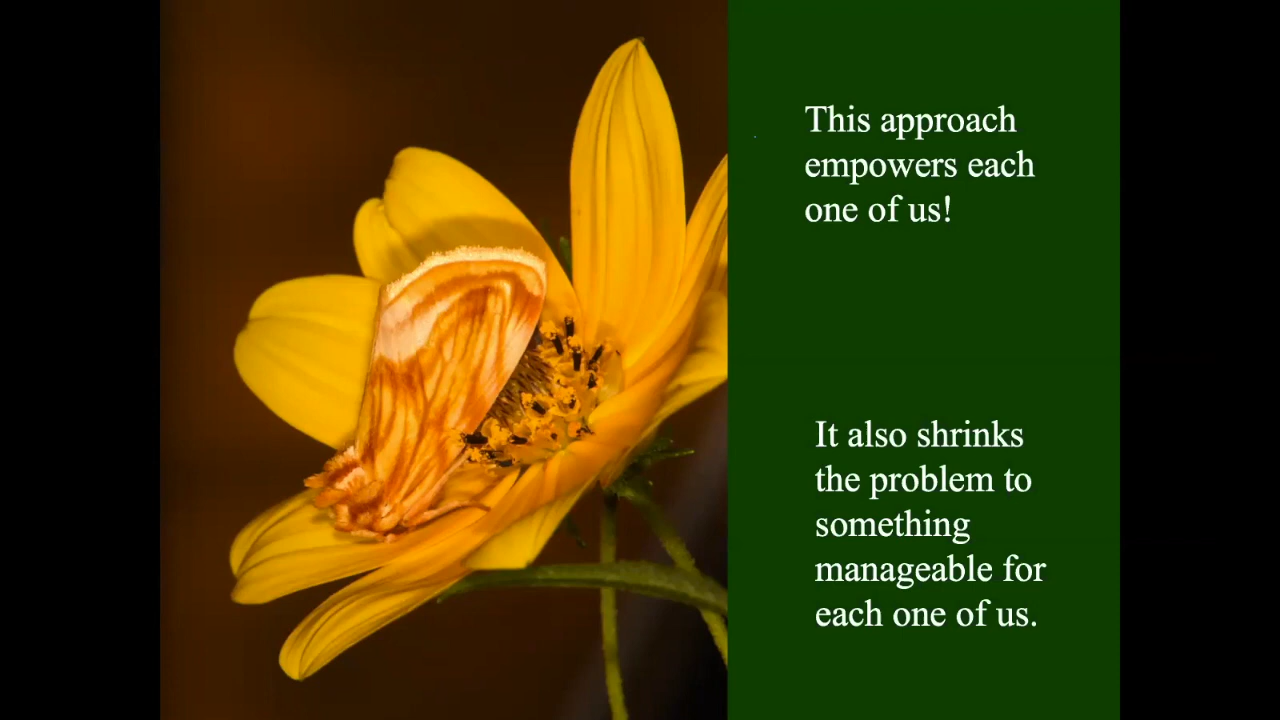 This approach
empowers each
one of us!
It also shrinks
the problem to
something
manageable for
each one of us.